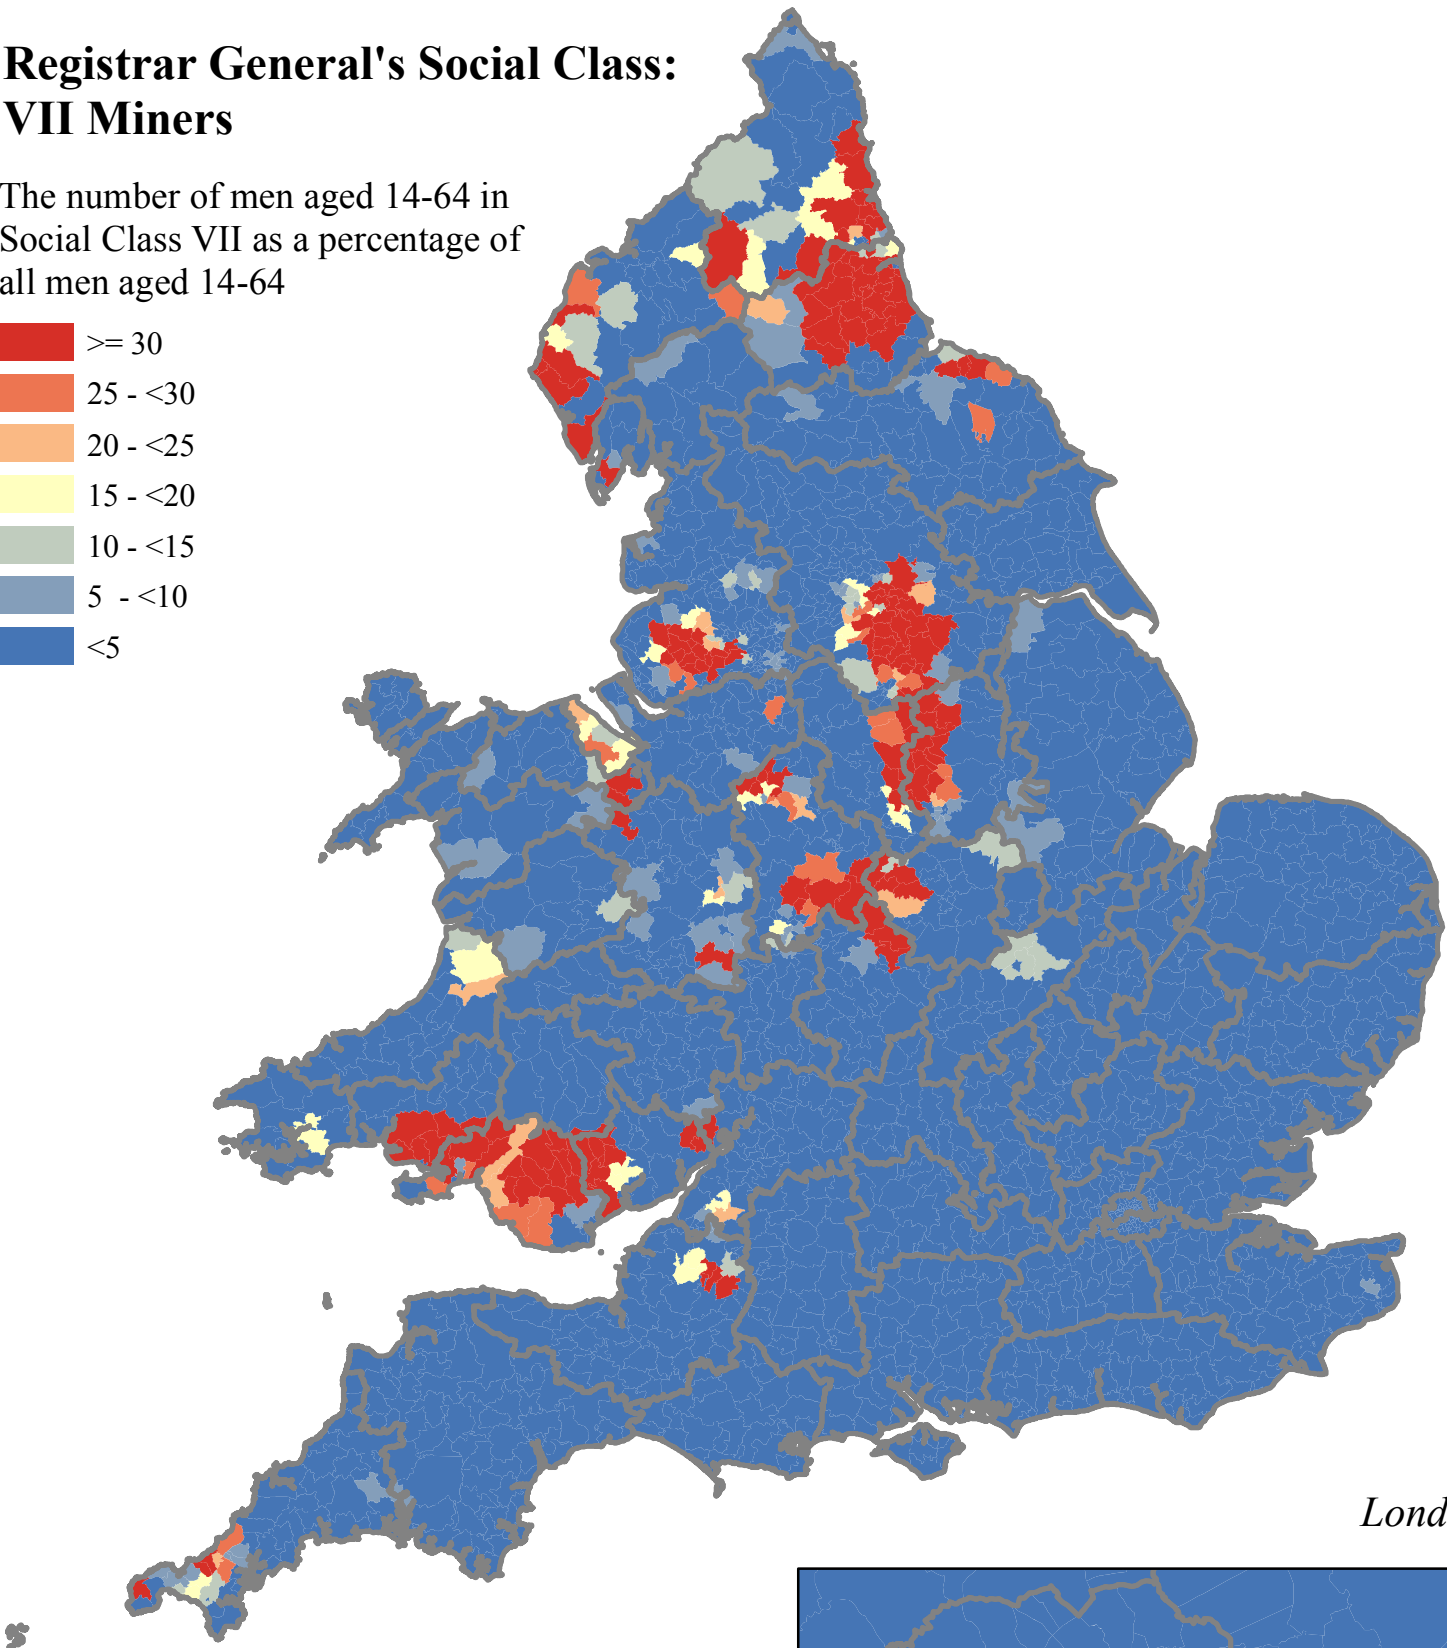 Registrar General's Social Class:
VII Miners
The number of men aged 14-64 in
Social Class VII as a percentage of
all men aged 14-64
>= 30
25 - <30
20 - <25
15 - <20
10 - <15
5 - <10
<5
Lond